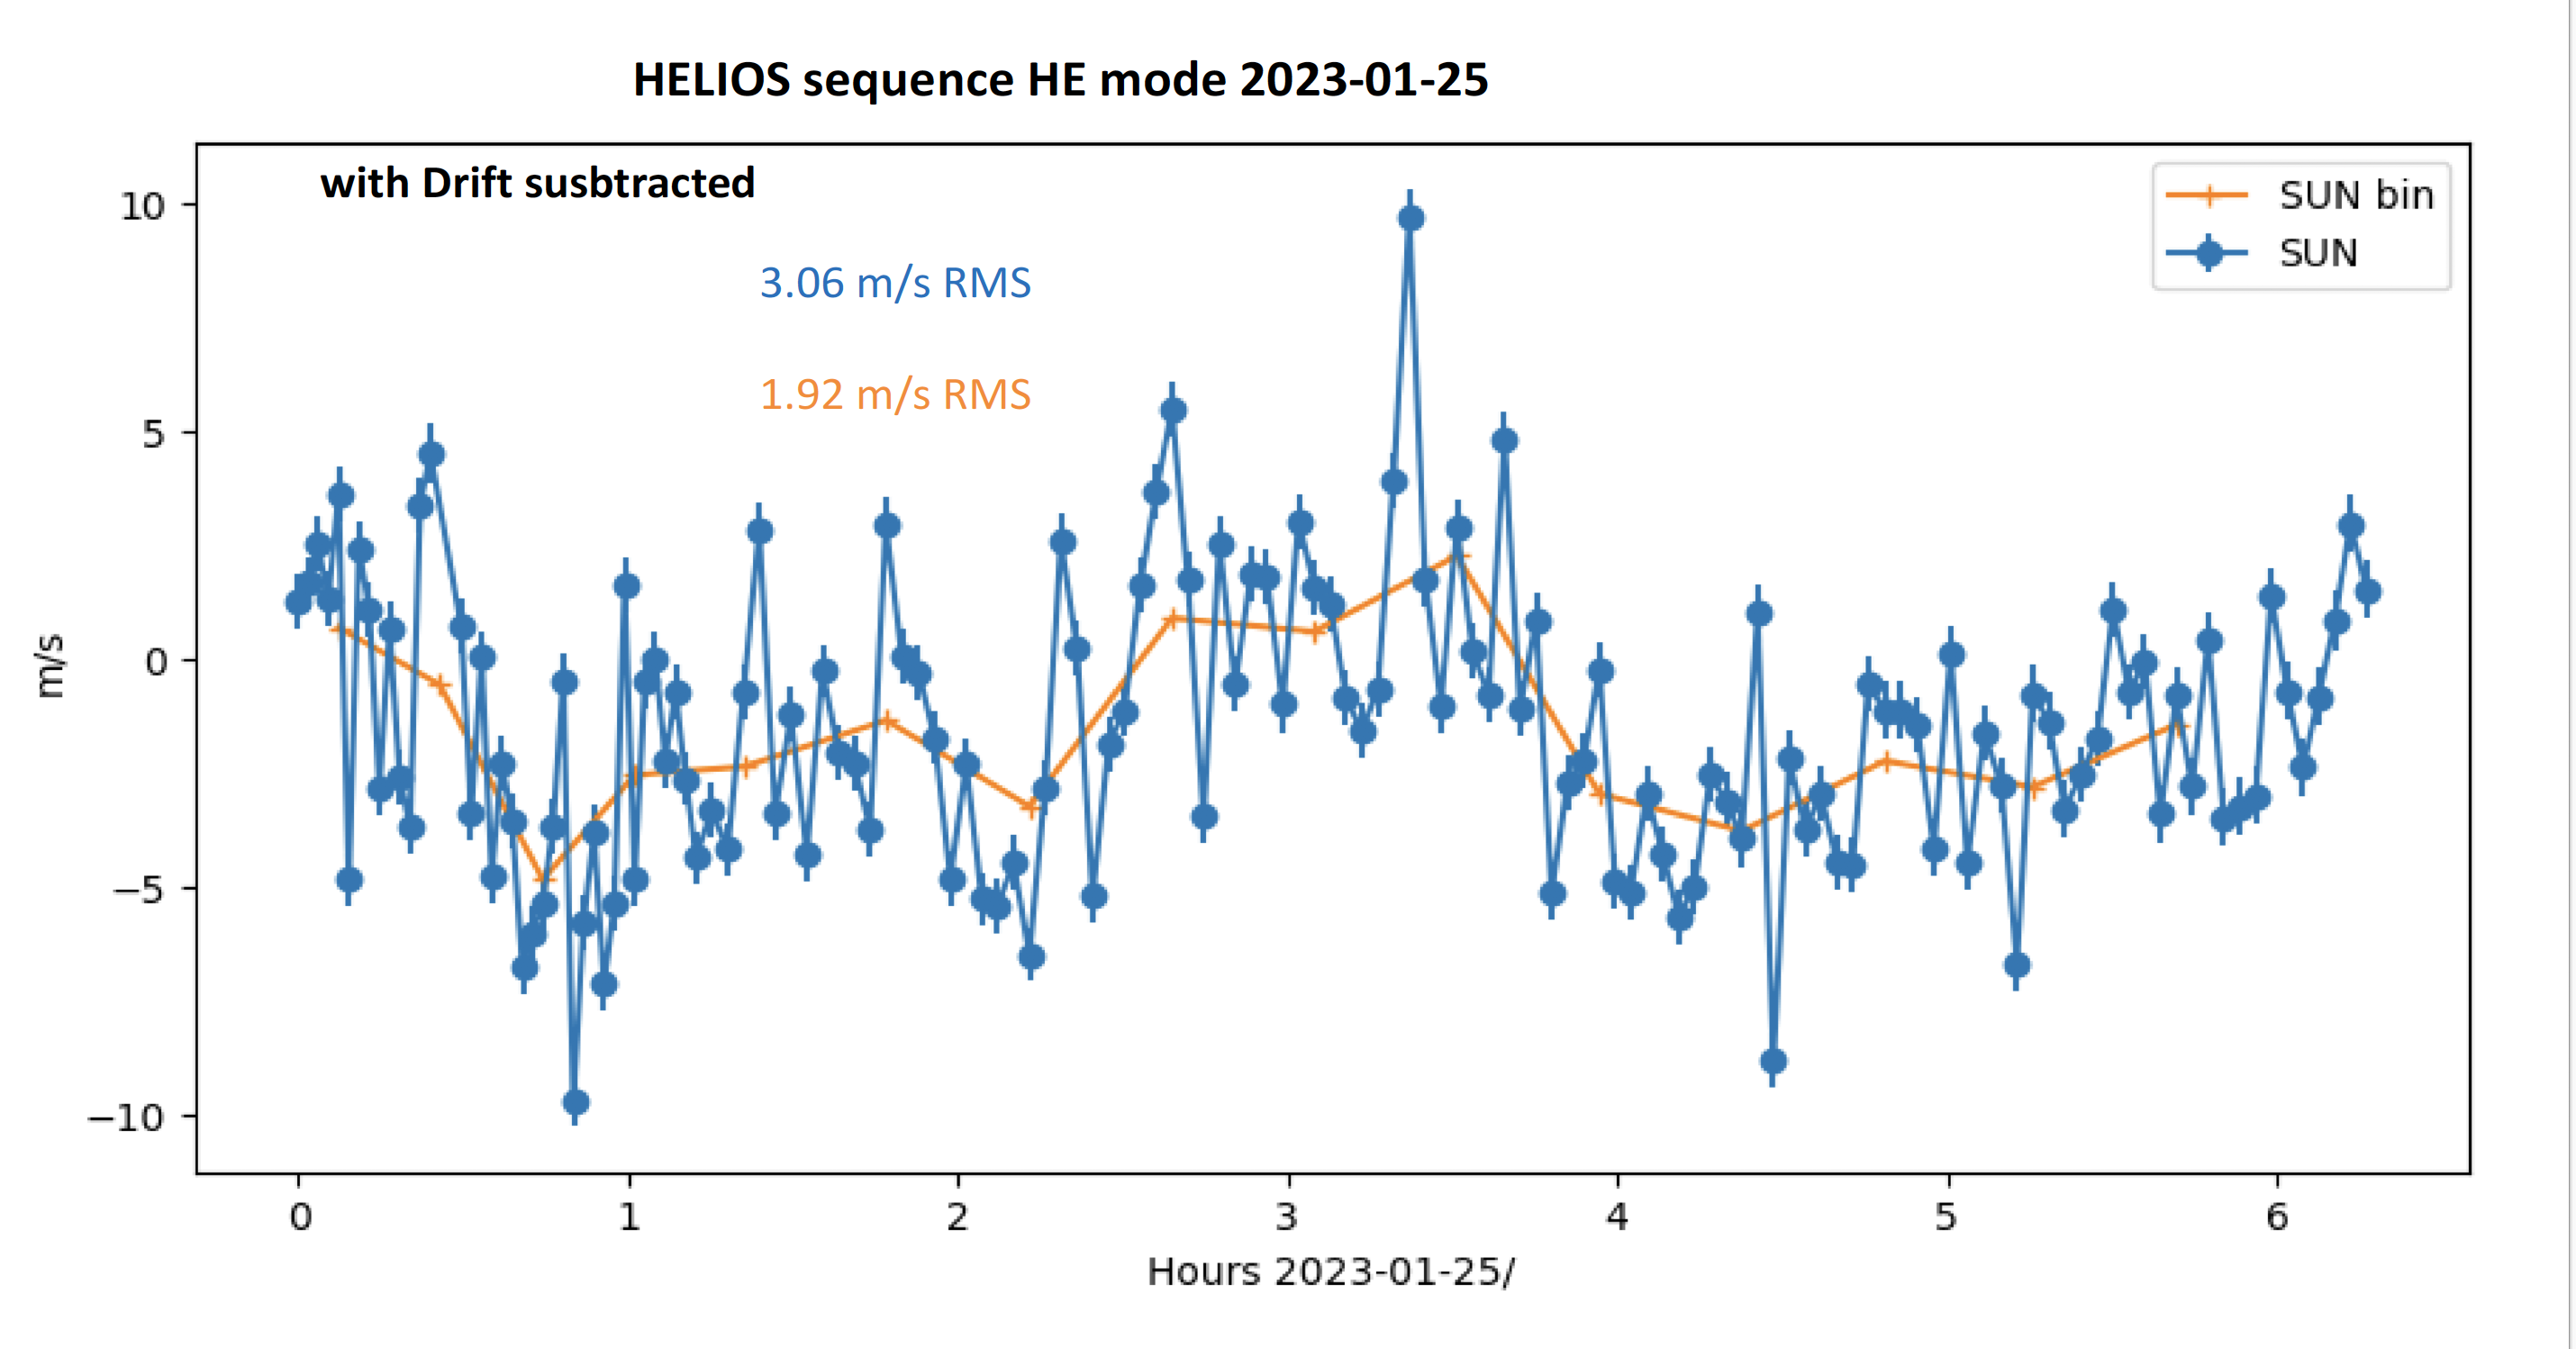 HELIOS sequence HE mode 2023-01-25
with Drift susbtracted
3.06 m/s RMS
1.92 m/s RMS
SUN bin
SUN
10
5
0
−5
−10
m/s
0 1 2 3 4 5 6
Hours 2023-01-25/